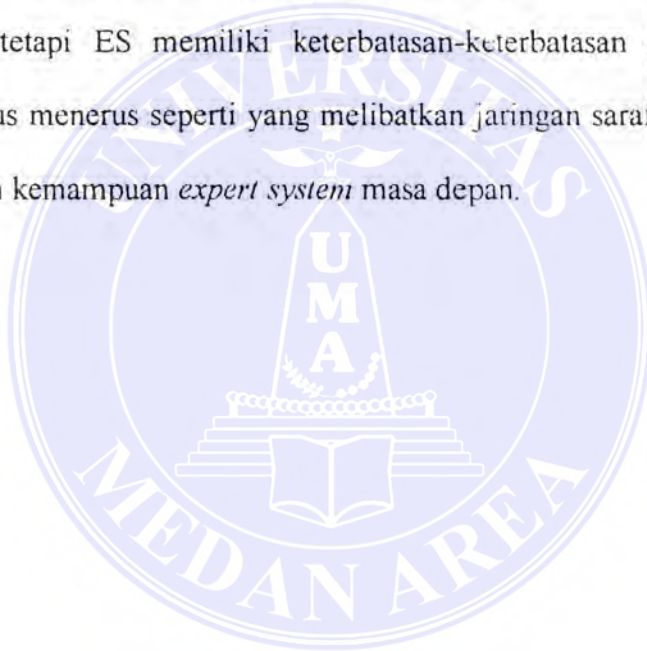 tetapi ES memiliki keterbatasan-keterbatasan
us menerus seperti yang melibatkan jaringan saraf
kemampuan expert system masa depan.
UNIVERSITAS
U
M
A
MEDAN AREA